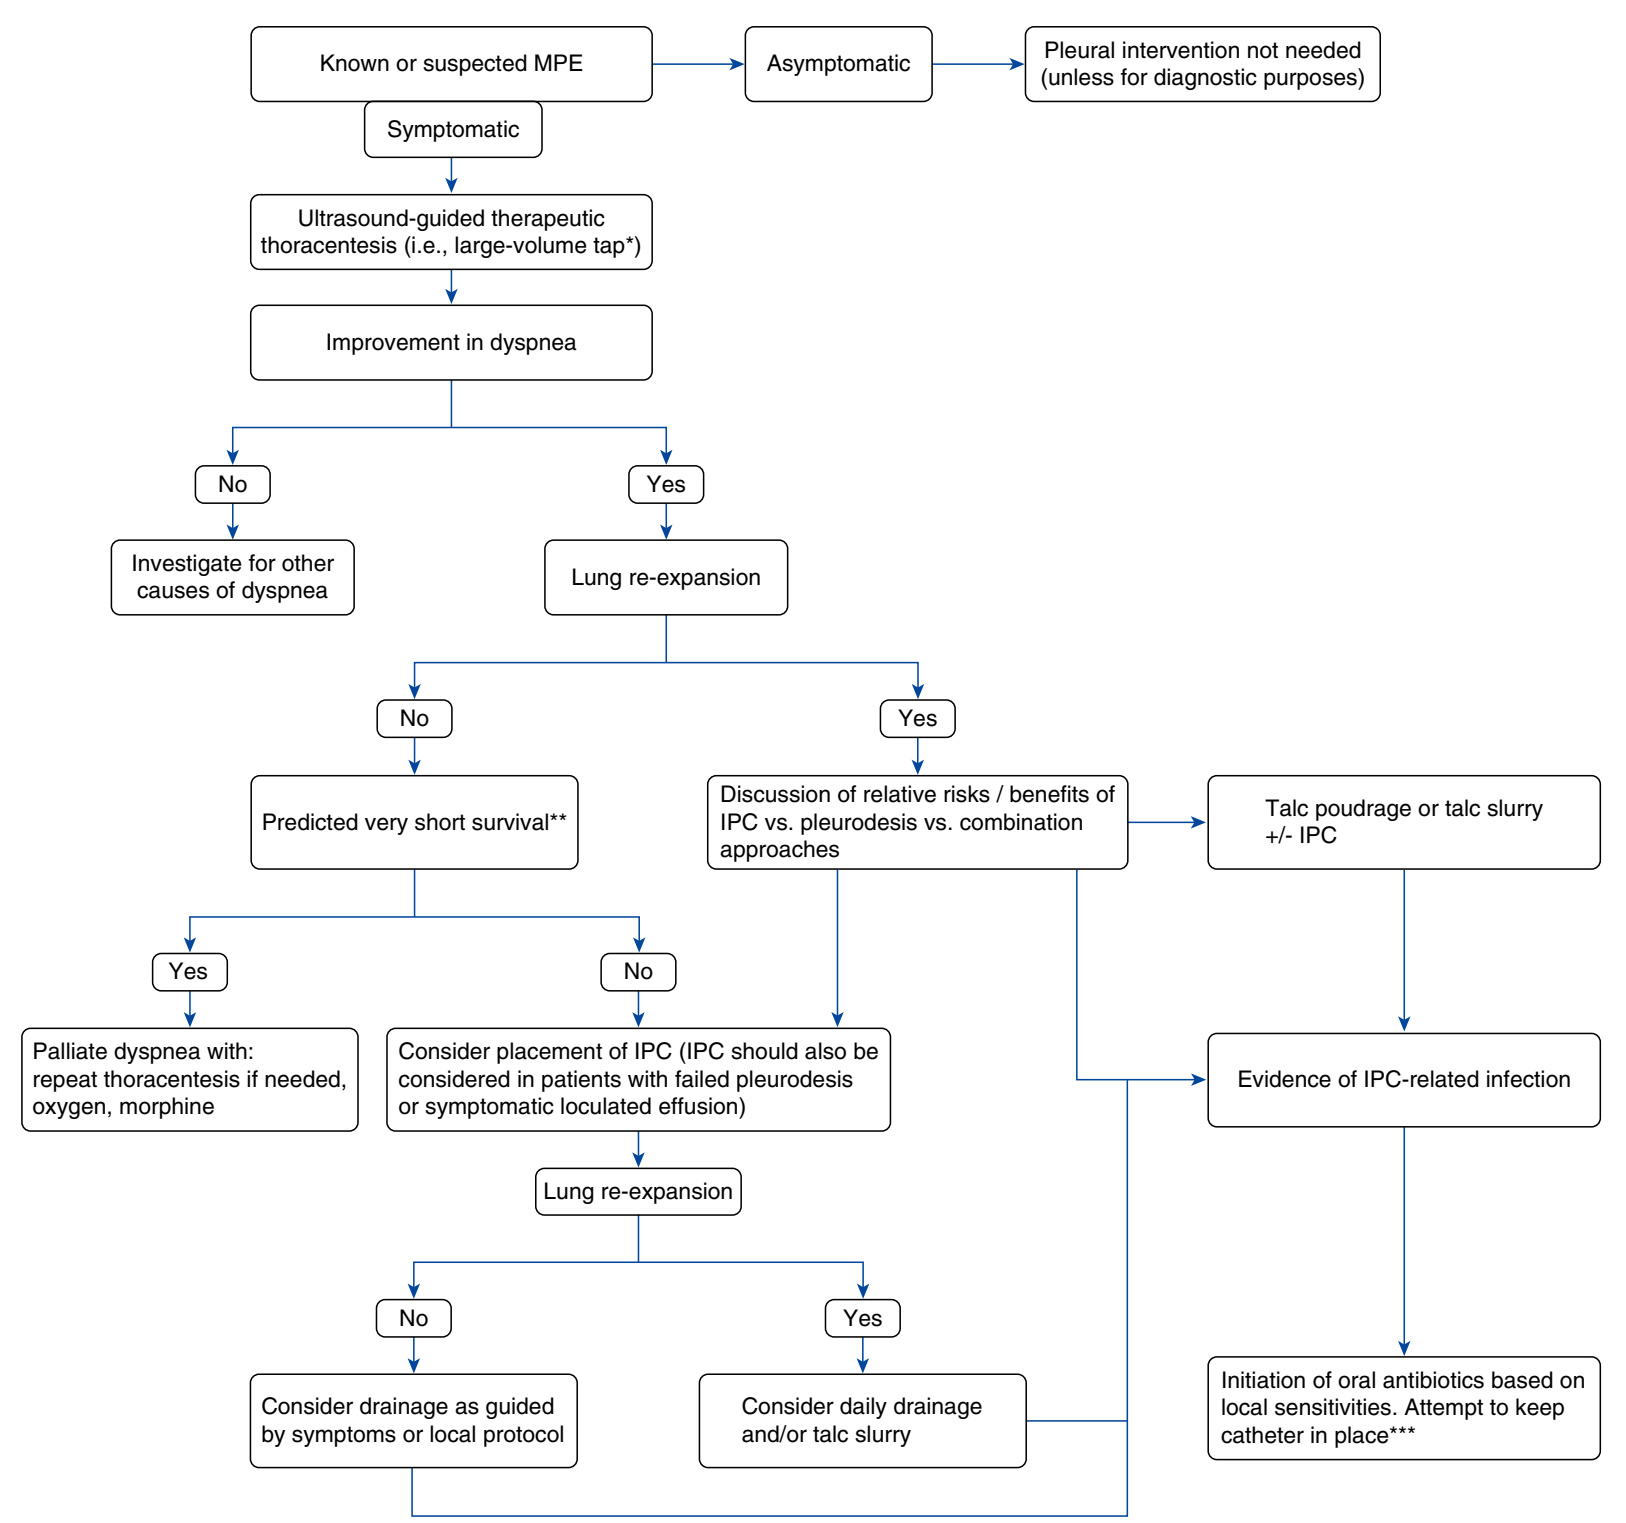 Known or suspected MPE
Asymptomatic
Pleural intervention not needed
(unless for diagnostic purposes)
Symptomatic
Ultrasound-guided therapeutic
thoracentesis (i.e., large-volume tap*)
Improvement in dyspnea
No
Yes
Investigate for other
causes of dyspnea
Lung re-expansion
No
Yes
Predicted very short survival**
Discussion of relative risks / benefits of
IPC vs. pleurodesis vs. combination
approaches
Talc poudrage or talc slurry
+/- IPC
Yes
No
Palliate dyspnea with:
repeat thoracentesis if needed,
oxygen, morphine
Consider placement of IPC (IPC should also be
considered in patients with failed pleurodesis
or symptomatic loculated effusion)
Evidence of IPC-related infection
Lung re-expansion
No
Yes
Consider drainage as guided
by symptoms or local protocol
Consider daily drainage
and/or talc slurry
Initiation of oral antibiotics based on
local sensitivities. Attempt to keep
catheter in place***